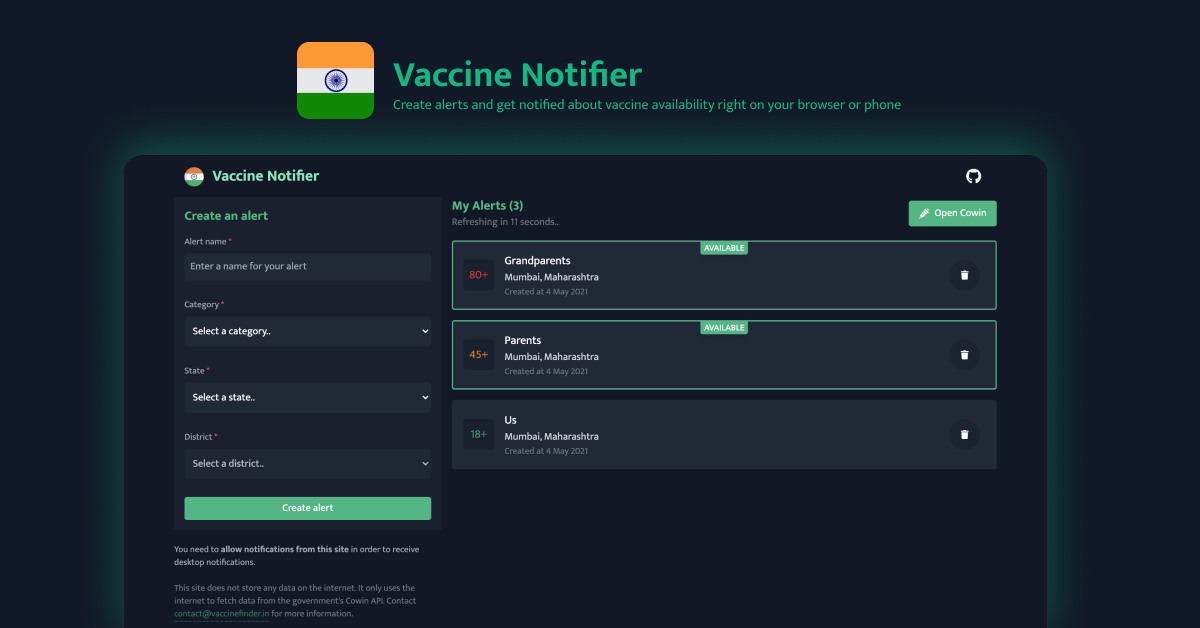 Vaccine Notifier
Create alerts and get notified about vaccine availability right on your browser or phone
Vaccine Notifier
Create an alert
Alert name *
Enter a name for your alert
Category *
Select a category..
State *
Select a state..
District *
Select a district..
Create alert
You need to allow notifications from this site in order to receive
desktop notifications.
This site does not store any data on the internet. It only uses the
internet to fetch data from the government's Cowin API. Contact
contact@vaccinefinder.in for more information.
My Alerts (3)
Refreshing in 11 seconds..
Open Cowin
AVAILABLE
80+
Grandparents
Mumbai, Maharashtra
Created at 4 May 2021
AVAILABLE
45+
Parents
Mumbai, Maharashtra
Created at 4 May 2021
18+
Us
Mumbai, Maharashtra
Created at 4 May 2021